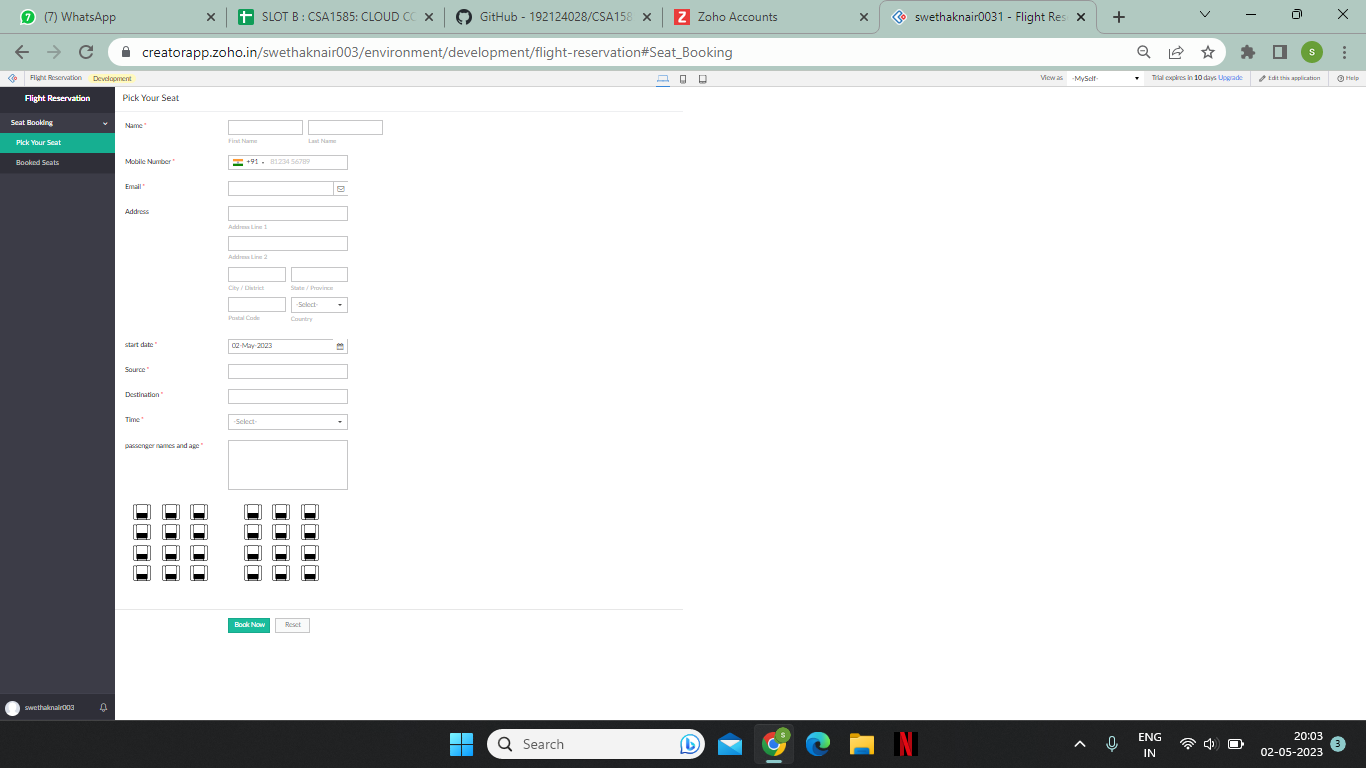 (7) WhatsApp
SLOT B : CSA1585: CLOUD CC
GitHub - 192124028/CSA158
Zoho Accounts
swethaknair0031 - Flight Res
creatorapp.zoho.in/swethaknair003/environment/development/flight-reservation#Seat_Booking
S
Flight Reservation Development
View as -MySelf- Trial expires in 10 days Upgrade Edit this application Help
Flight Reservation
Seat Booking
Pick Your Seat
Booked Seats
Pick Your Seat
Name *
First Name Last Name
Mobile Number * +91 81234 56789
Email *
Address
Address Line 1
Address Line 2
City / District State / Province
-Select-
Postal Code Country
start date * 02-May-2023
Source *
Destination *
Time * -Select-
passenger names and age *
Book Now Reset
swethaknair003
Search
S
N
ENG
IN
20:03
02-05-2023
3